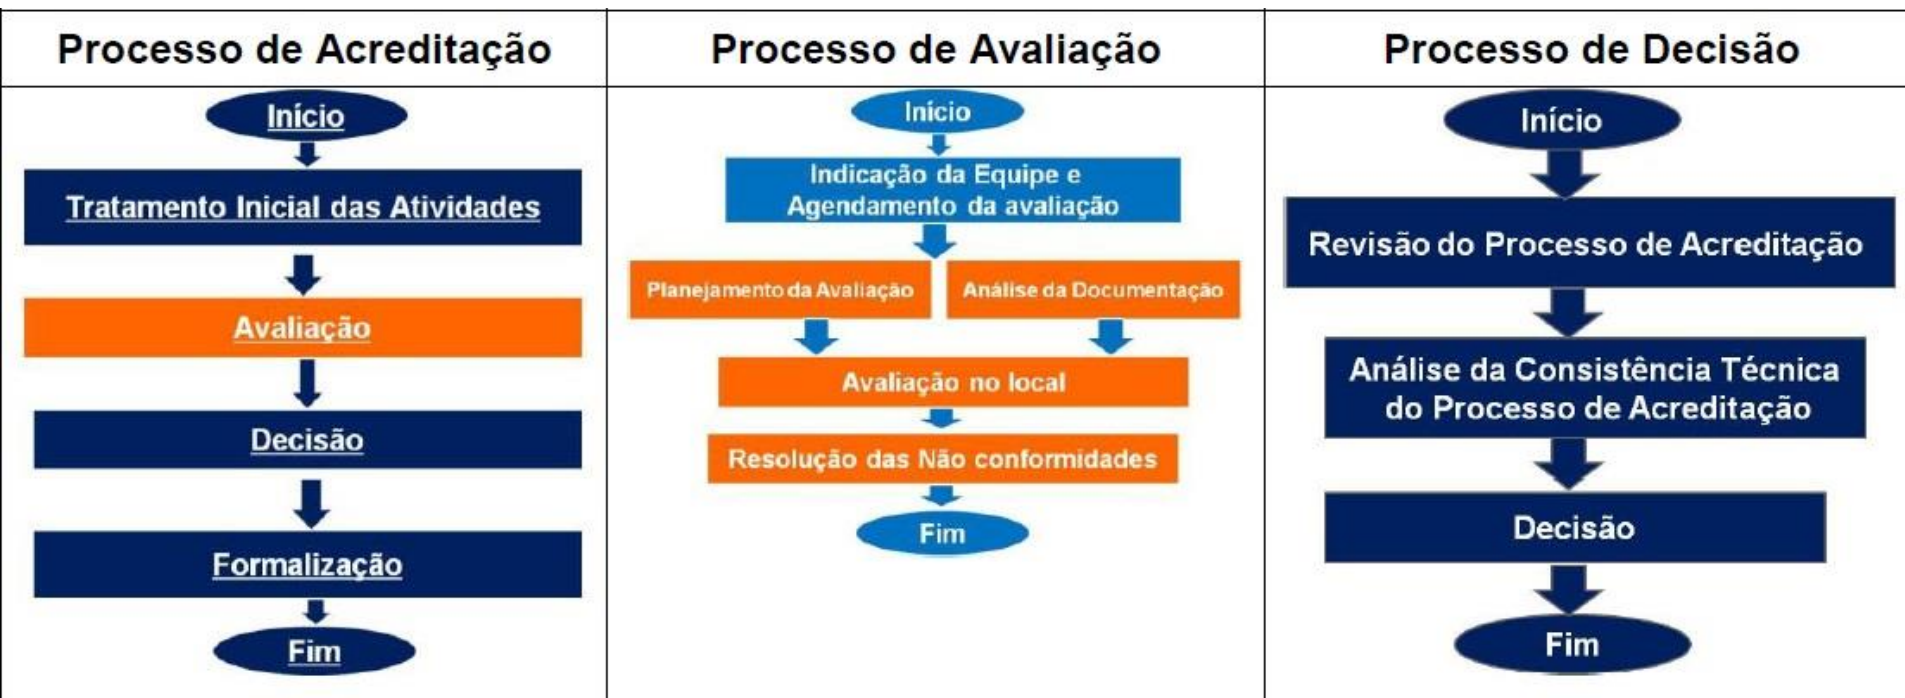 Processo de Acreditação
Início
Tratamento Inicial das Atividades
Avaliação
Decisão
Formalização
Fim
Processo de Avaliação
Início
Indicação da Equipe e
Agendamento da avaliação
Planejamento da Avaliação
Análise da Documentação
Avaliação no local
Resolução das Não conformidades
Fim
Processo de Decisão
Início
Revisão do Processo de Acreditação
Análise da Consistência Técnica
do Processo de Acreditação
Decisão
Fim